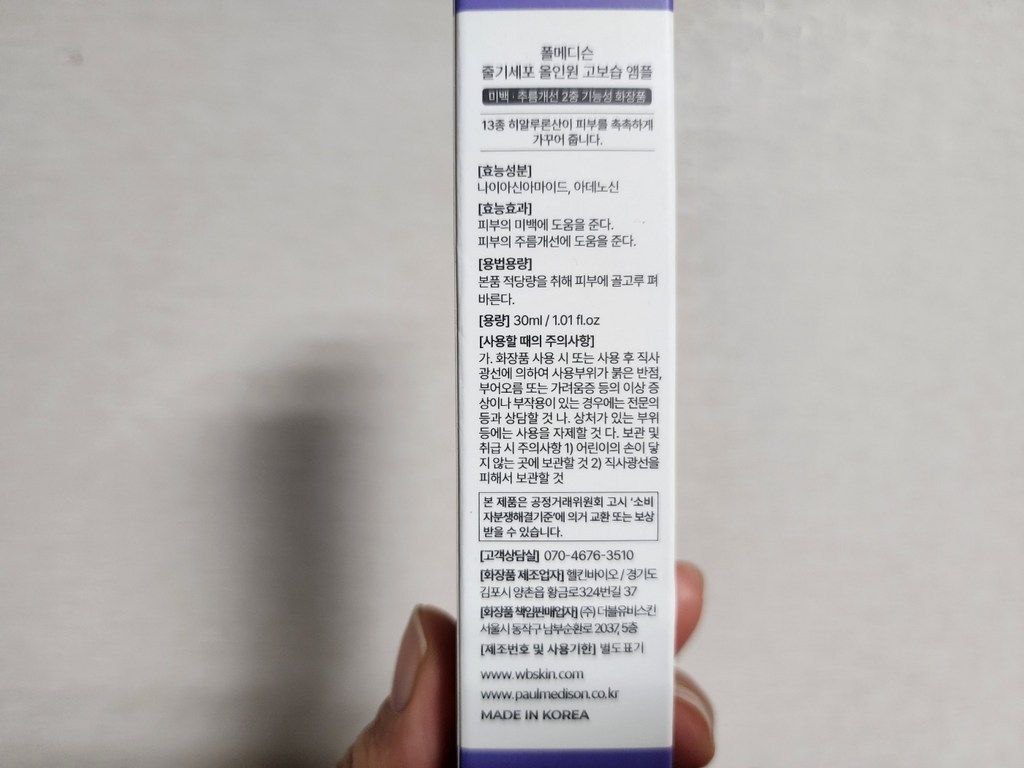 폴메디슨
줄기세포 올인원 고보습 앰플
미백 · 주름개선 2중 기능성 화장품
13종 히알루론산이 피부를 촉촉하게
가꾸어 줍니다.
[효능성분]
나이아신아마이드, 아데노신
[효능효과]
피부의 미백에 도움을 준다.
피부의 주름개선에 도움을 준다.
[용법용량]
본품 적당량을 취해 피부에 골고루 펴
바른다.
[용량] 30ml / 1.01 fl.oz
[사용할 때의 주의사항]
가. 화장품 사용 시 또는 사용 후 직사
광선에 의하여 사용부위가 붉은 반점,
부어오름 또는 가려움증 등의 이상 증
상이나 부작용이 있는 경우에는 전문의
등과 상담할 것 나. 상처가 있는 부위
등에는 사용을 자제할 것 다. 보관 및
취급 시 주의사항 1) 어린이의 손이 닿
지 않는 곳에 보관할 것 2) 직사광선을
피해서 보관할 것
본 제품은 공정거래위원회 고시 '소비
자분쟁해결기준'에 의거 교환 또는 보상
받을 수 있습니다.
[고객상담실] 070-4676-3510
[화장품 제조업자] 헬킨바이오 / 경기도
김포시 양촌읍 황금로324번길 37
[화장품 책임판매업자] (주) 더블유비스킨
서울시 동작구 남부순환로 2037, 5층
[제조번호 및 사용기한] 별도 표기
www.wbskin.com
www.paulmedison.co.kr
MADE IN KOREA